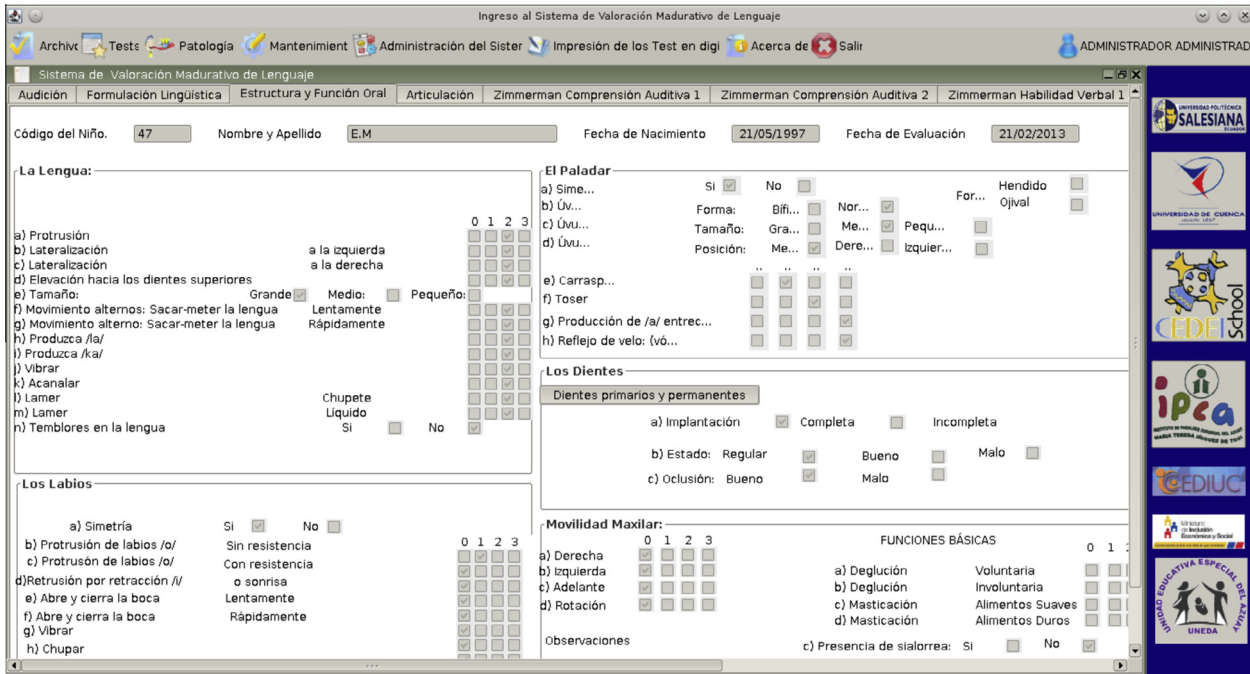 Ingreso al Sistema de Valoración Madurativo de Lenguaje
Archivo Tests Patología Mantenimient Administración del Sister Impresión de los Test en digi Acerca de Salir ADMINISTRADOR ADMINISTRAD
Sistema de Valoración Madurativo de Lenguaje
Audición Formulación Lingüística Estructura y Función Oral Articulación Zimmerman Comprensión Auditiva 1 Zimmerman Comprensión Auditiva 2 Zimmerman Habilidad Verbal 1
Código del Niño. 47 Nombre y Apellido E.M Fecha de Nacimiento 21/05/1997 Fecha de Evaluación 21/02/2013
La Lengua:
0 1 2 3
a) Protrusión
b) Lateralización a la izquierda
c) Lateralización a la derecha
d) Elevación hacia los dientes superiores
e) Tamaño: Grande Medio: Pequeño:
f) Movimiento alternos: Sacar-meter la lengua Lentamente
g) Movimiento alterno: Sacar-meter la lengua Rápidamente
h) Produzca /la/
i) Produzca /ka/
j) Vibrar
k) Acanalar
l) Lamer Chupete
m) Lamer Líquido
n) Temblores en la lengua Si No
Los Labios
a) Simetría Si No
0 1 2 3
b) Protrusión de labios /o/ Sin resistencia
c) Protrusón de labios /o/ Con resistencia
d)Retrusión por retracción /i/ o sonrisa
e) Abre y cierra la boca Lentamente
f) Abre y cierra la boca Rápidamente
g) Vibrar
h) Chupar
El Paladar
a) Sime... Si No For... Hendido
Ojival
b) Úv... Forma: Bífi... Nor...
c) Úvu... Tamaño: Gra... Me... Pequ...
d) Úvu... Posición: Me... Dere... Izquier...
.. .. .. ..
e) Carrasp...
f) Toser
g) Producción de /a/ entrec...
h) Reflejo de velo: (vó...
Los Dientes
Dientes primarios y permanentes
a) Implantación Completa Incompleta
b) Estado: Regular Bueno Malo
c) Oclusión: Bueno Malo
Movilidad Maxilar:
0 1 2 3
a) Derecha
b) Izquierda
c) Adelante
d) Rotación
Observaciones
FUNCIONES BÁSICAS
0 1
a) Deglución Voluntaria
b) Deglución Involuntaria
c) Masticación Alimentos Suaves
d) Masticación Alimentos Duros
c) Presencia de sialorrea: Si No
UNIVERSIDAD POLITÉCNICA
SALESIANA
ECUADOR
UNIVERSIDAD DE CUENCA
CEDEI School
ipca
CEDIUC
Ministerio
de Inclusión
Económica y Social
UNIDAD EDUCATIVA ESPECIAL DEL AZUAY
UNEDA